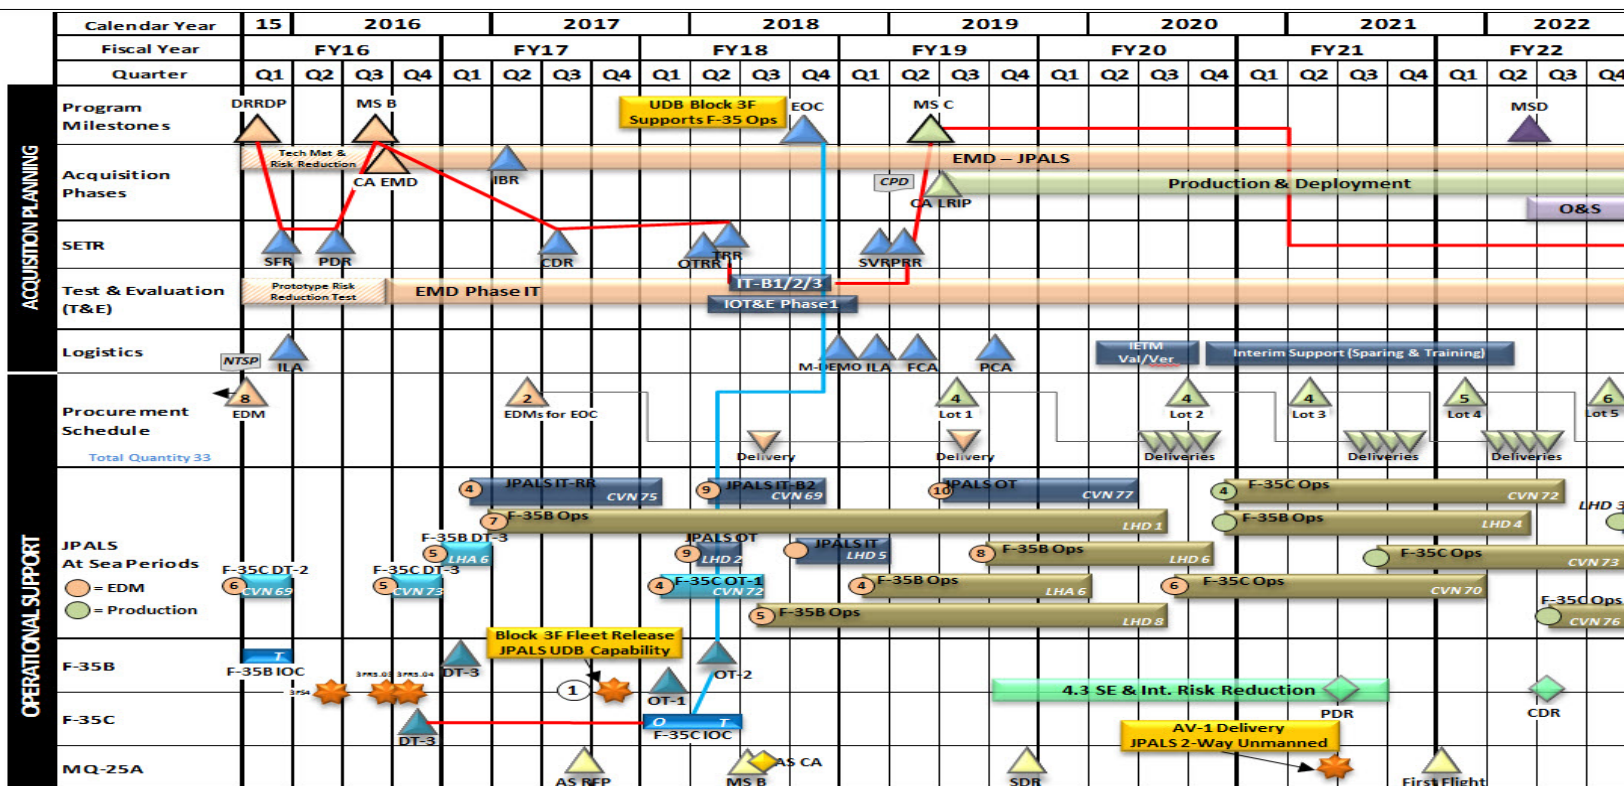 Calendar Year 15 2016 2017 2018 2019 2020 2021 2022
Fiscal Year FY16 FY17 FY18 FY19 FY20 FY21 FY22
Quarter Q1 Q2 Q3 Q4 Q1 Q2 Q3 Q4 Q1 Q2 Q3 Q4 Q1 Q2 Q3 Q4 Q1 Q2 Q3 Q4 Q1 Q2 Q3 Q4 Q1 Q2 Q3 Q4
ACQUISITION PLANNING
Program
Milestones
DRRDP
MS B
UDB Block 3F
Supports F-35 Ops
EOC
MS C
MSD
Acquisition
Phases
Tech Mat &
Risk Reduction
CA EMD
IBR
EMD – JPALS
CPD
CA LRIP
Production & Deployment
O&S
SETR
SFR
PDR
CDR
OTRR
TRR
SVR
PRR
Test & Evaluation
(T&E)
Prototype Risk
Reduction Test
EMD Phase IT
IT-B1/2/3
IOT&E Phase1
Logistics
NTSP
ILA
M-DEMO
ILA
FCA
PCA
IETM
Val/Ver
Interim Support (Sparing & Training)
OPERATIONAL SUPPORT
Procurement
Schedule
Total Quantity 33
8
EDM
2
EDMs for EOC
Delivery
4
Lot 1
Delivery
4
Lot 2
Deliveries
4
Lot 3
Deliveries
5
Lot 4
Deliveries
6
Lot 5
JPALS
At Sea Periods
= EDM
= Production
4 JPALS IT-RR CVN 75
9 JPALS IT-B2 CVN 69
10 JPALS OT CVN 77
4 F-35C Ops CVN 72
LHD 3
7 F-35B Ops LHD 1
F-35B Ops LHD 4
F-35B DT-3
5 LHA 6
JPALS OT
9 LHD 2
JPALS IT LHD 5
8 F-35B Ops LHD 6
F-35C Ops CVN 73
F-35C DT-2
6 CVN 69
F-35C DT-3
5 CVN 73
4 F-35C OT-1 CVN 72
4 F-35B Ops LHA 6
6 F-35C Ops CVN 70
F-35C Ops
CVN 76
5 F-35B Ops LHD 8
F-35B
T
F-35B IOC
3PS4
3FR5.03
3FR5.04
DT-3
Block 3F Fleet Release
JPALS UDB Capability
1
OT-1
OT-2
4.3 SE & Int. Risk Reduction
PDR
CDR
F-35C
DT-3
O T
F-35C IOC
AV-1 Delivery
JPALS 2-Way Unmanned
MQ-25A
AS RFP
MS B
AS CA
SDR
First Flight